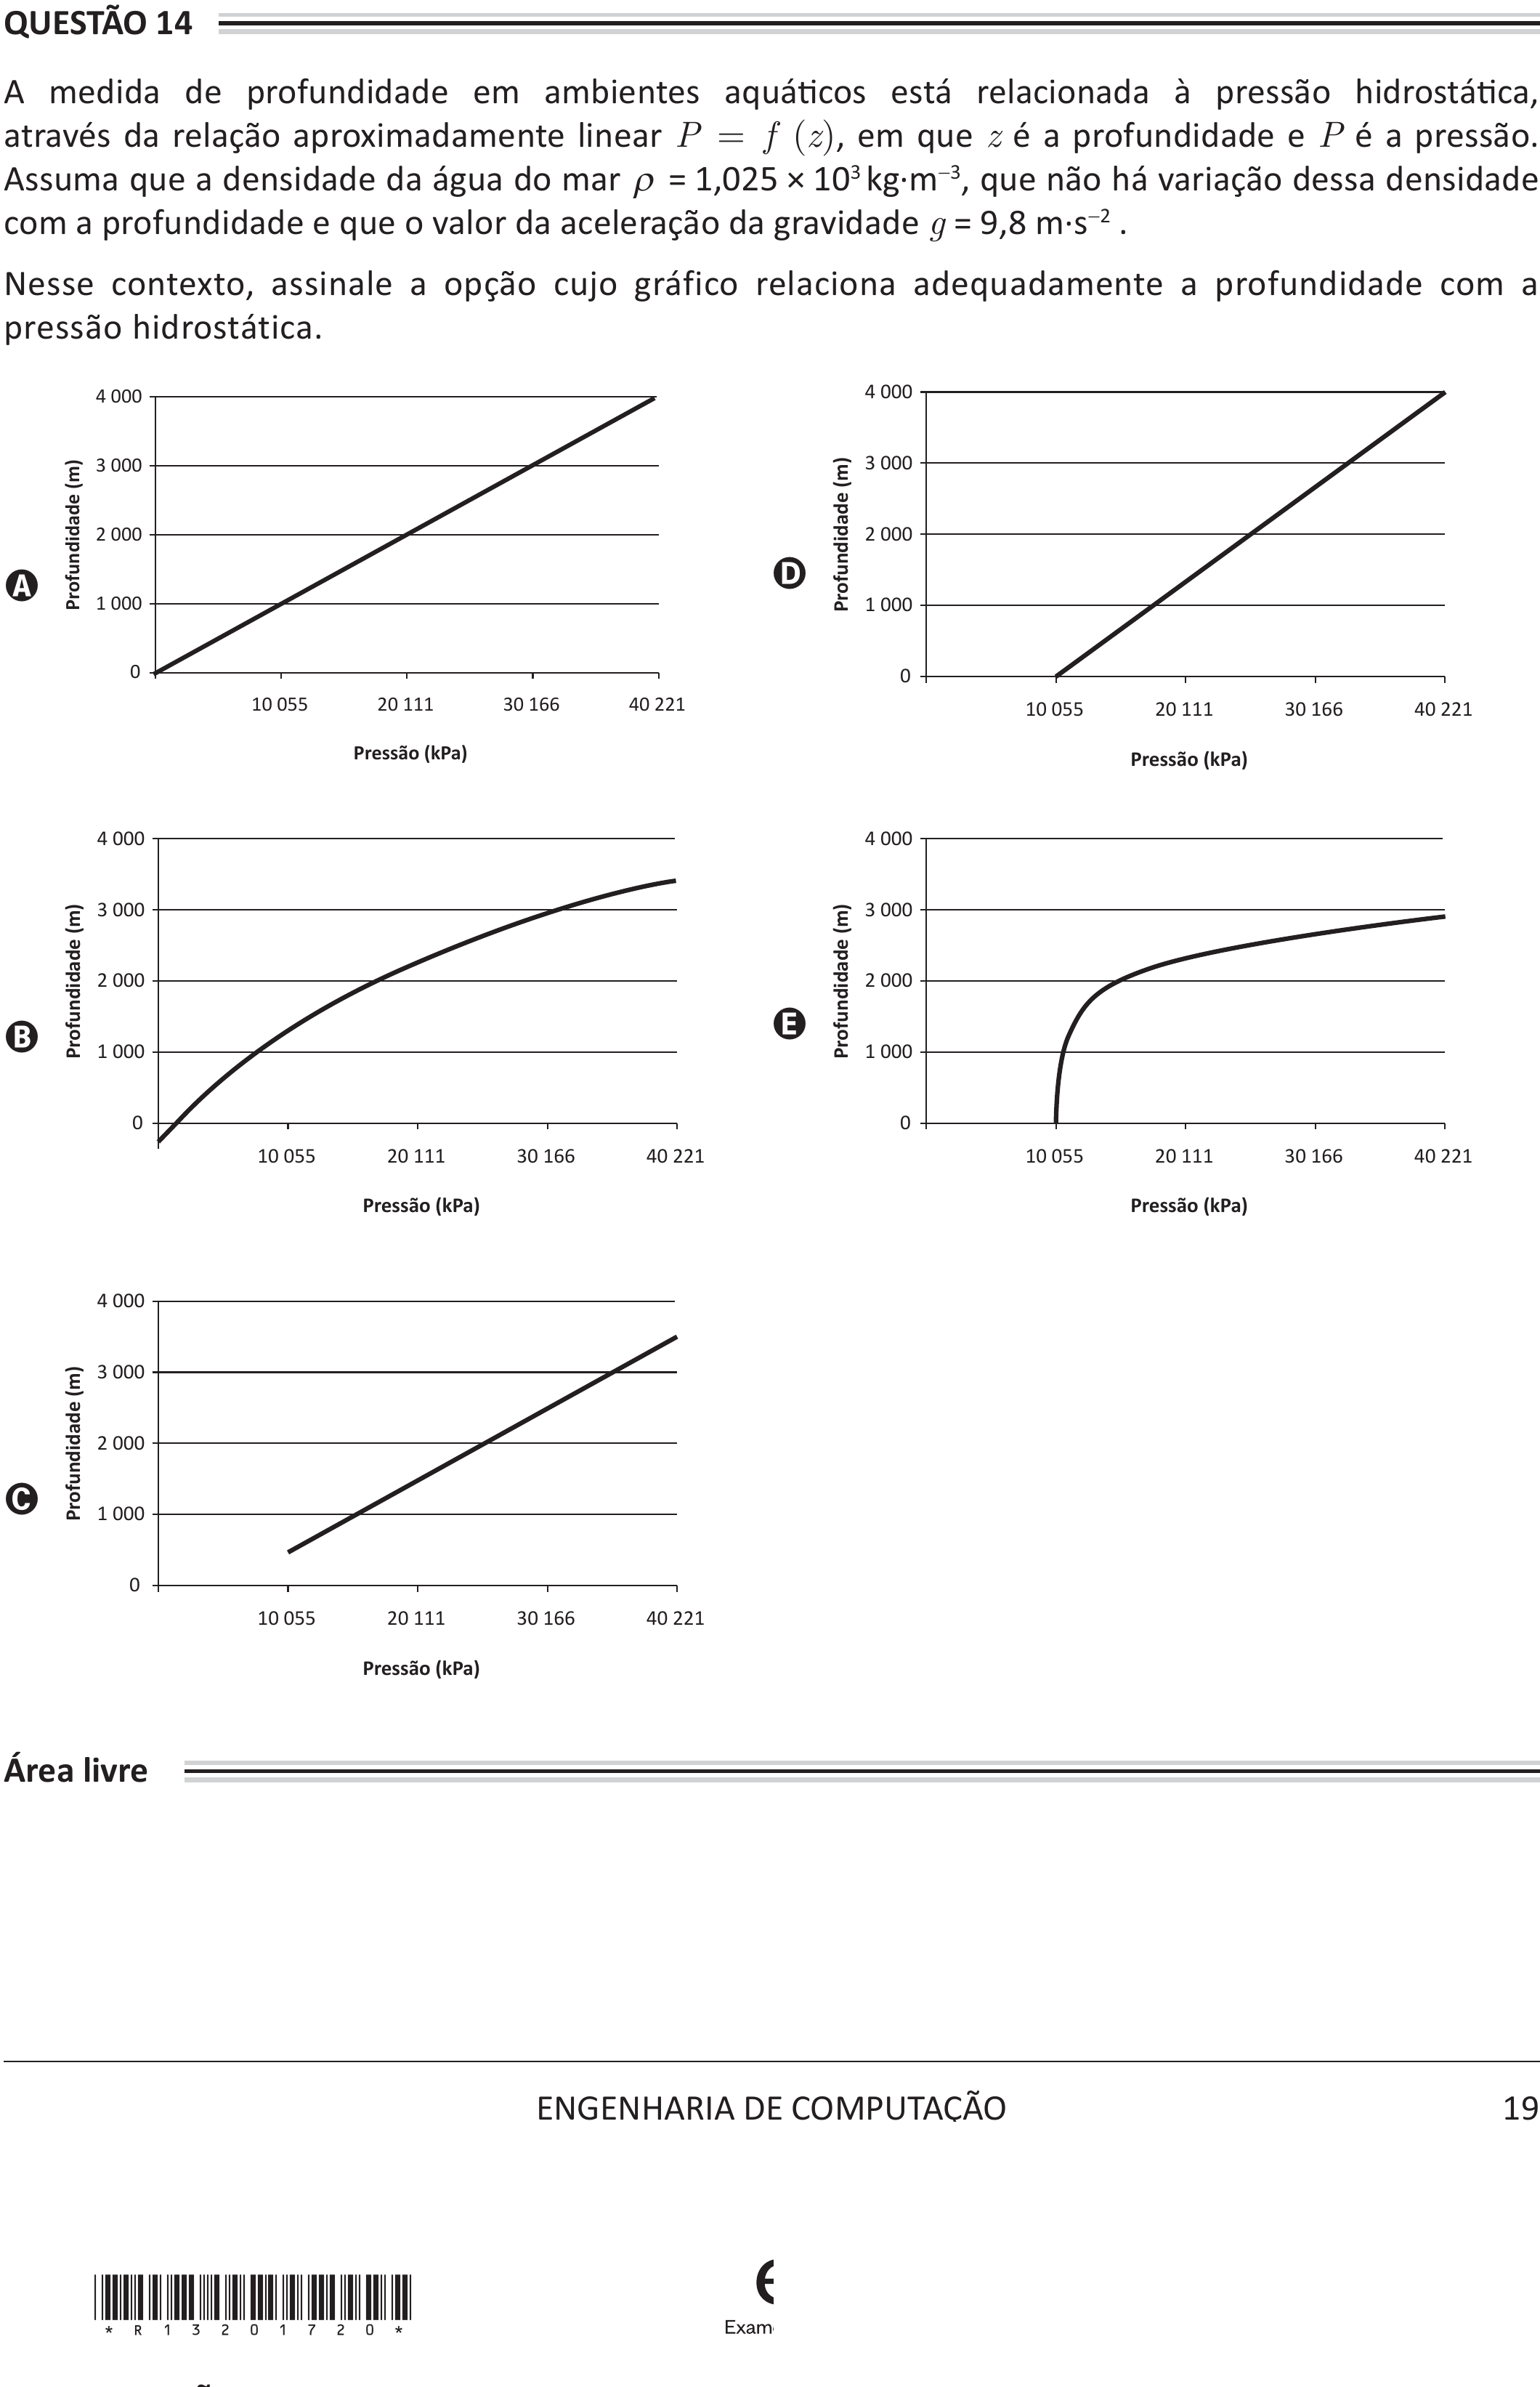 QUESTÃO 14
A medida de profundidade em ambientes aquáticos está relacionada à pressão hidrostática,
através da relação aproximadamente linear P = f (z), em que z é a profundidade e P é a pressão.
Assuma que a densidade da água do mar ρ = 1,025 × 10³ kg·m⁻³, que não há variação dessa densidade
com a profundidade e que o valor da aceleração da gravidade g = 9,8 m·s⁻² .
Nesse contexto, assinale a opção cujo gráfico relaciona adequadamente a profundidade com a
pressão hidrostática.
A
Profundidade (m)
4 000
3 000
2 000
1 000
0
10 055 20 111 30 166 40 221
Pressão (kPa)
D
Profundidade (m)
4 000
3 000
2 000
1 000
0
10 055 20 111 30 166 40 221
Pressão (kPa)
B
Profundidade (m)
4 000
3 000
2 000
1 000
0
10 055 20 111 30 166 40 221
Pressão (kPa)
E
Profundidade (m)
4 000
3 000
2 000
1 000
0
10 055 20 111 30 166 40 221
Pressão (kPa)
C
Profundidade (m)
4 000
3 000
2 000
1 000
0
10 055 20 111 30 166 40 221
Pressão (kPa)
Área livre
ENGENHARIA DE COMPUTAÇÃO 19
* R 1 3 2 0 1 7 2 0 *